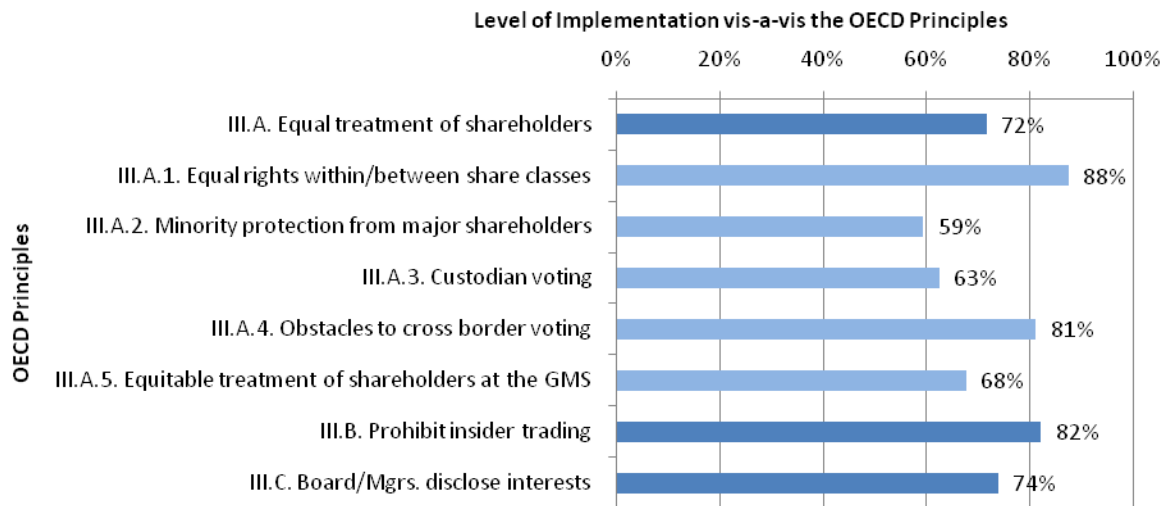 Level of Implementation vis-a-vis the OECD Principles
0% 20% 40% 60% 80% 100%
OECD Principles
III.A. Equal treatment of shareholders 72%
III.A.1. Equal rights within/between share classes 88%
III.A.2. Minority protection from major shareholders 59%
III.A.3. Custodian voting 63%
III.A.4. Obstacles to cross border voting 81%
III.A.5. Equitable treatment of shareholders at the GMS 68%
III.B. Prohibit insider trading 82%
III.C. Board/Mgrs. disclose interests 74%